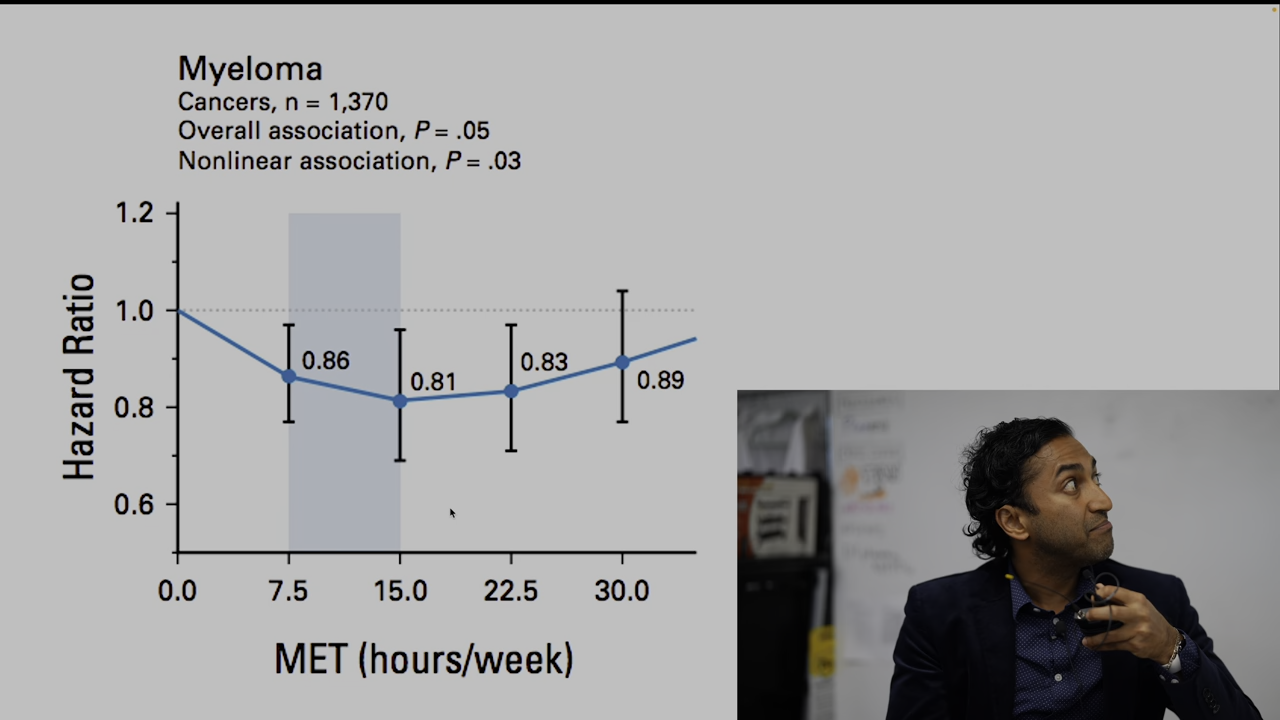 Myeloma
Cancers, n = 1,370
Overall association, P = .05
Nonlinear association, P = .03
1.2
1.0
0.8
0.6
Hazard Ratio
0.86
0.81
0.83
0.89
0.0 7.5 15.0 22.5 30.0
MET (hours/week)